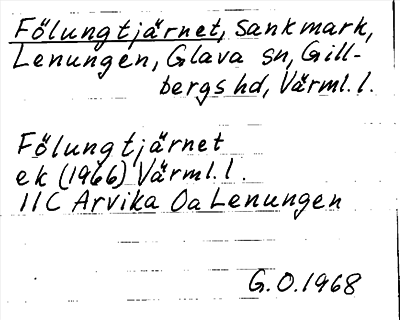 Fölungtjärnet, sankmark,
Lenungen, Glava sn, Gill-
bergs hd, Värml. l.
Fölungtjärnet
ek (1966) Värml. l.
11C Arvika Oa Lenungen
G. O. 1968